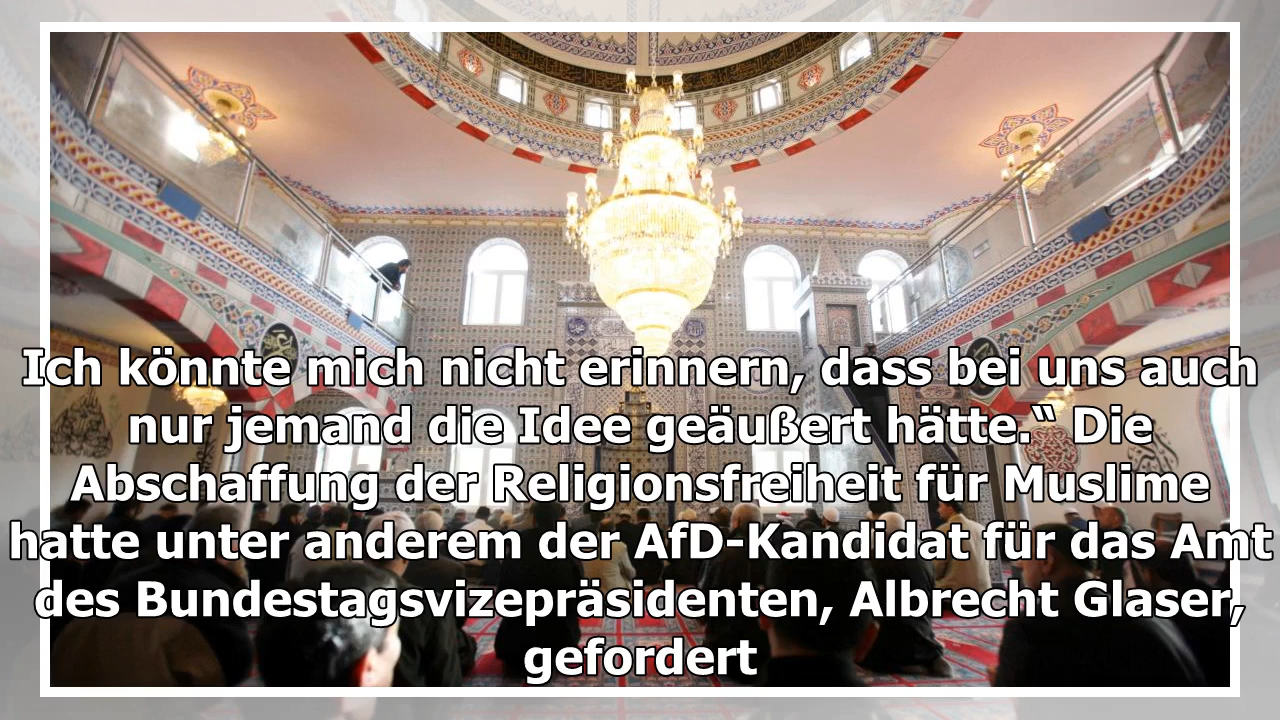 Ich könnte mich nicht erinnern, dass bei uns auch
nur jemand die Idee geäußert hätte.“ Die
Abschaffung der Religionsfreiheit für Muslime
hatte unter anderem der AfD-Kandidat für das Amt
des Bundestagsvizepräsidenten, Albrecht Glaser,
gefordert